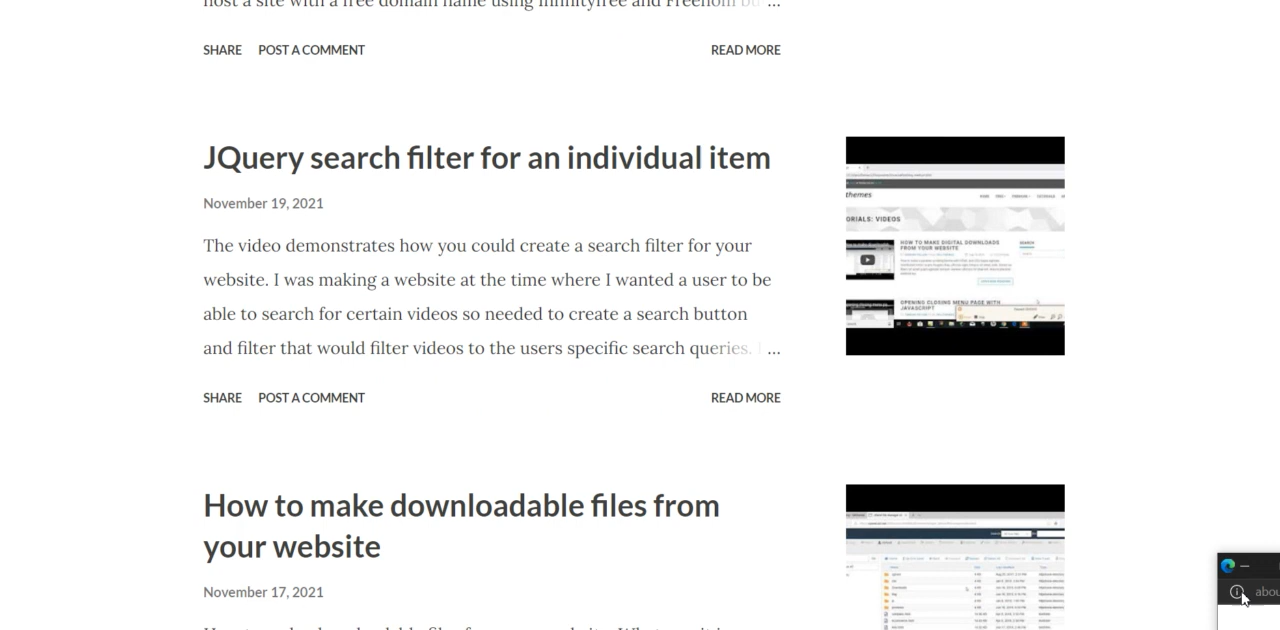 host a site with a free domain name using infinityfree and Freenom bu ...
SHARE POST A COMMENT READ MORE
JQuery search filter for an individual item
November 19, 2021
The video demonstrates how you could create a search filter for your
website. I was making a website at the time where I wanted a user to be
able to search for certain videos so needed to create a search button
and filter that would filter videos to the users specific search queries. I ...
SHARE POST A COMMENT READ MORE
themes
ORIALS: VIDEOS
HOW TO MAKE DIGITAL DOWNLOADS
FROM YOUR WEBSITE
SEARCH
OPENING CLOSING MENU PAGE WITH
JAVASCRIPT
How to make downloadable files from
your website
November 17, 2021
abou